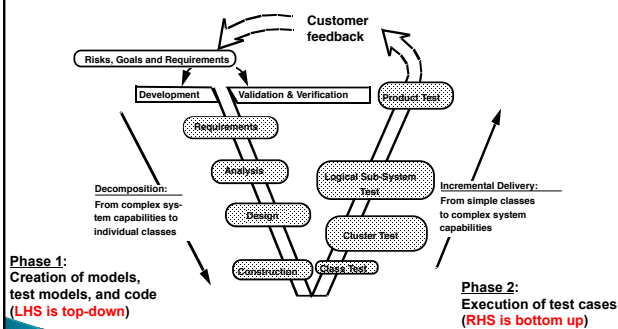 Customer
feedback
Risks, Goals and Requirements
Development
Validation & Verification
Product Test
Requirements
Analysis
Logical Sub-System
Test
Decomposition:
From complex sys-
tem capabilities to
individual classes
Incremental Delivery:
From simple classes
to complex system
capabilities
Design
Cluster Test
Construction
Class Test
Phase 1:
Creation of models,
test models, and code
(LHS is top-down)
Phase 2:
Execution of test cases
(RHS is bottom up)